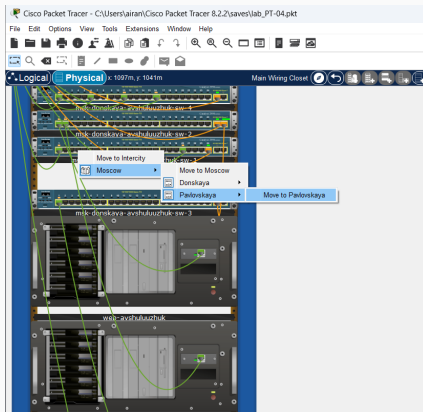 Cisco Packet Tracer - C:\Users\airan\Cisco Packet Tracer 8.2.2\saves\lab_PT-04.pkt
File Edit Options View Tools Extensions Window Help
Logical Physical x: 1097m, y: 1041m Main Wiring Closet
msk-donskaya-avshuluuzhuk-sw-4
msk-donskaya-avshuluuzhuk-sw-2
Move to Intercity
Moscow
Move to Moscow
Donskaya
Pavlovskaya
Move to Pavlovskaya
msk-donskaya-avshuluuzhuk-sw-3
web-avshuluuzhuk